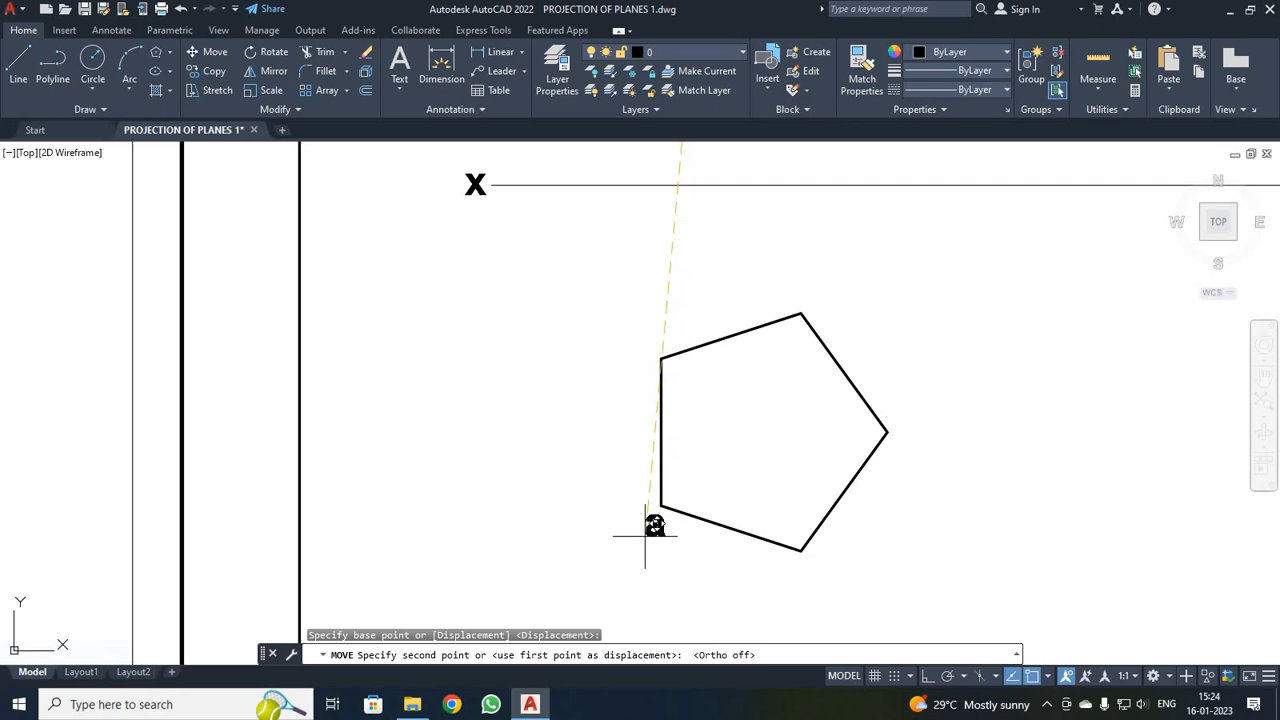 Share
Autodesk AutoCAD 2022 PROJECTION OF PLANES 1.dwg
Type a keyword or phrase
Sign In
Home Insert Annotate Parametric View Manage Output Add-ins Collaborate Express Tools Featured Apps
Line Polyline Circle Arc
Move Rotate Trim
Copy Mirror Fillet
Stretch Scale Array
Text Dimension
Linear
Leader
Table
Layer Properties
0
Make Current
Match Layer
Insert
Create
Edit
Match Properties
ByLayer
ByLayer
ByLayer
Group
Measure
Paste
Base
Draw Modify Annotation Layers Block Properties Groups Utilities Clipboard View
Start PROJECTION OF PLANES 1*
[−][Top][2D Wireframe]
X
N
W TOP E
S
WCS
a
Y
X
Specify base point or [Displacement] <Displacement>:
MOVE Specify second point or <use first point as displacement>: <Ortho off>
Model Layout1 Layout2
MODEL 1:1
Type here to search
29°C Mostly sunny
ENG
15:24
16-01-2023